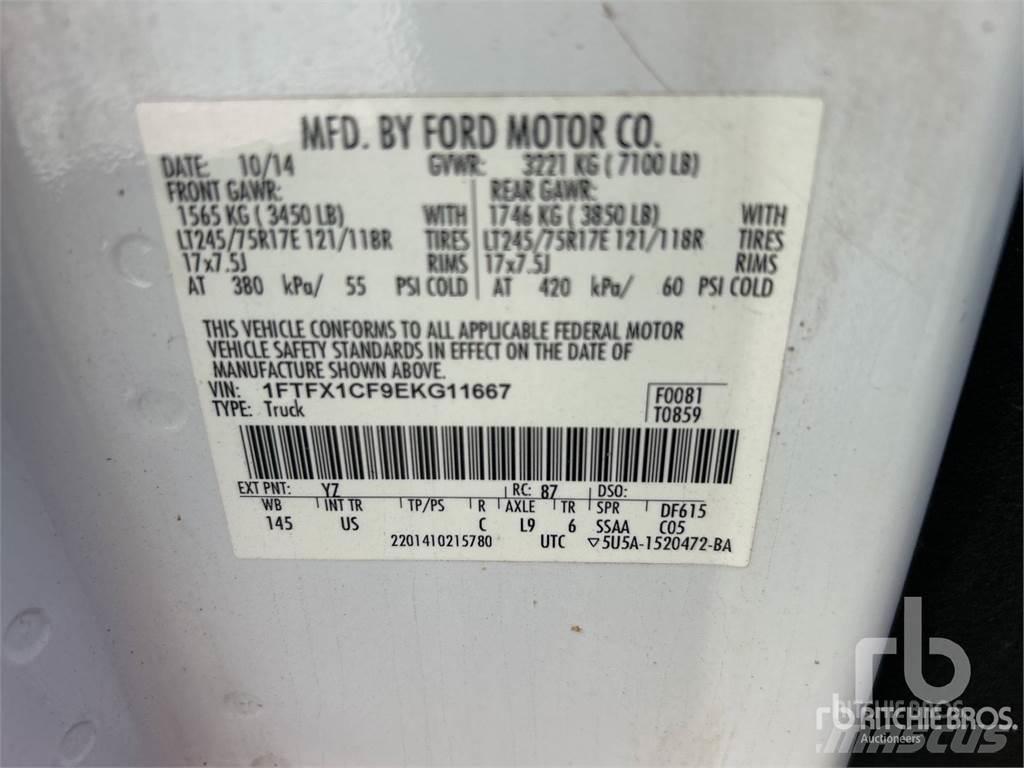 MFD. BY FORD MOTOR CO.
DATE: 10/14 GVWR: 3221 KG ( 7100 LB)
FRONT GAWR: REAR GAWR:
1565 KG ( 3450 LB) WITH 1746 KG ( 3850 LB) WITH
LT245/75R17E 121/118R TIRES LT245/75R17E 121/118R TIRES
17x7.5J RIMS 17x7.5J RIMS
AT 380 kPa/ 55 PSI COLD AT 420 kPa/ 60 PSI COLD
THIS VEHICLE CONFORMS TO ALL APPLICABLE FEDERAL MOTOR
VEHICLE SAFETY STANDARDS IN EFFECT ON THE DATE OF
MANUFACTURE SHOWN ABOVE.
VIN: 1FTFX1CF9EKG11667 F0081
TYPE: Truck T0859
EXT PNT: YZ RC: 87 DSO:
WB INT TR TP/PS R AXLE TR SPR DF615
145 US C L9 6 SSAA C05
2201410215780 UTC ▽5U5A-1520472-BA
rb
RITCHIE BROS.
rb RITCHIE BROS.
Auctioneers
mascus